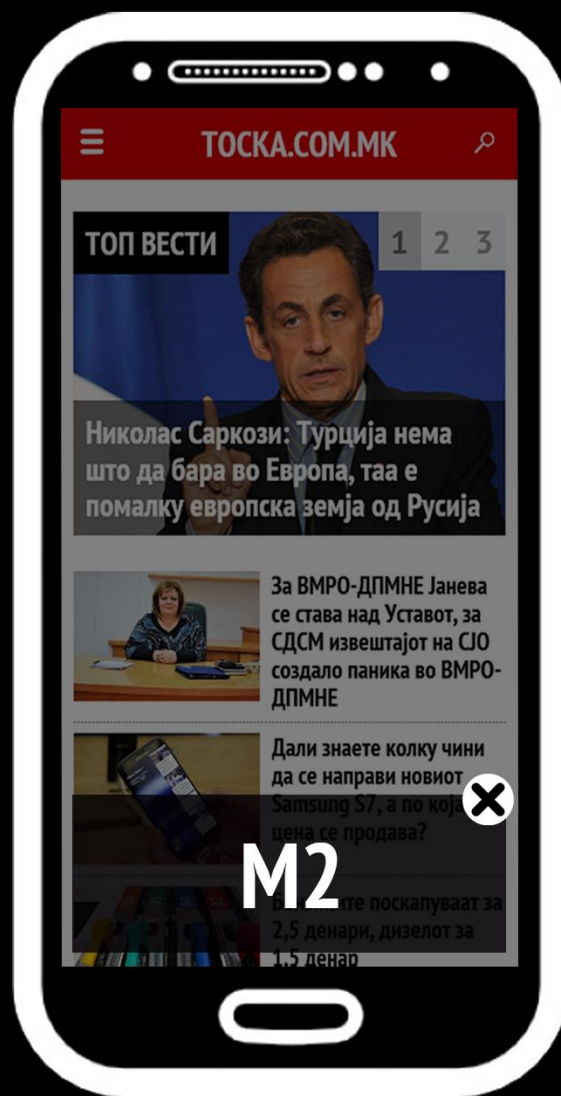 TOCKA.COM.MK
ТОП ВЕСТИ
1 2 3
Николас Саркози: Турција нема
што да бара во Европа, таа е
помалку европска земја од Русија
За ВМРО-ДПМНЕ Јанева
се става над Уставот, за
СДСМ извештајот на СЈО
создало паника во ВМРО-
ДПМНЕ
Дали знаете колку чини
да се направи новиот
Samsung S7, а по која
цена се продава?
M2
поскапуваат за
2,5 денари, дизелот за
1,5 денар